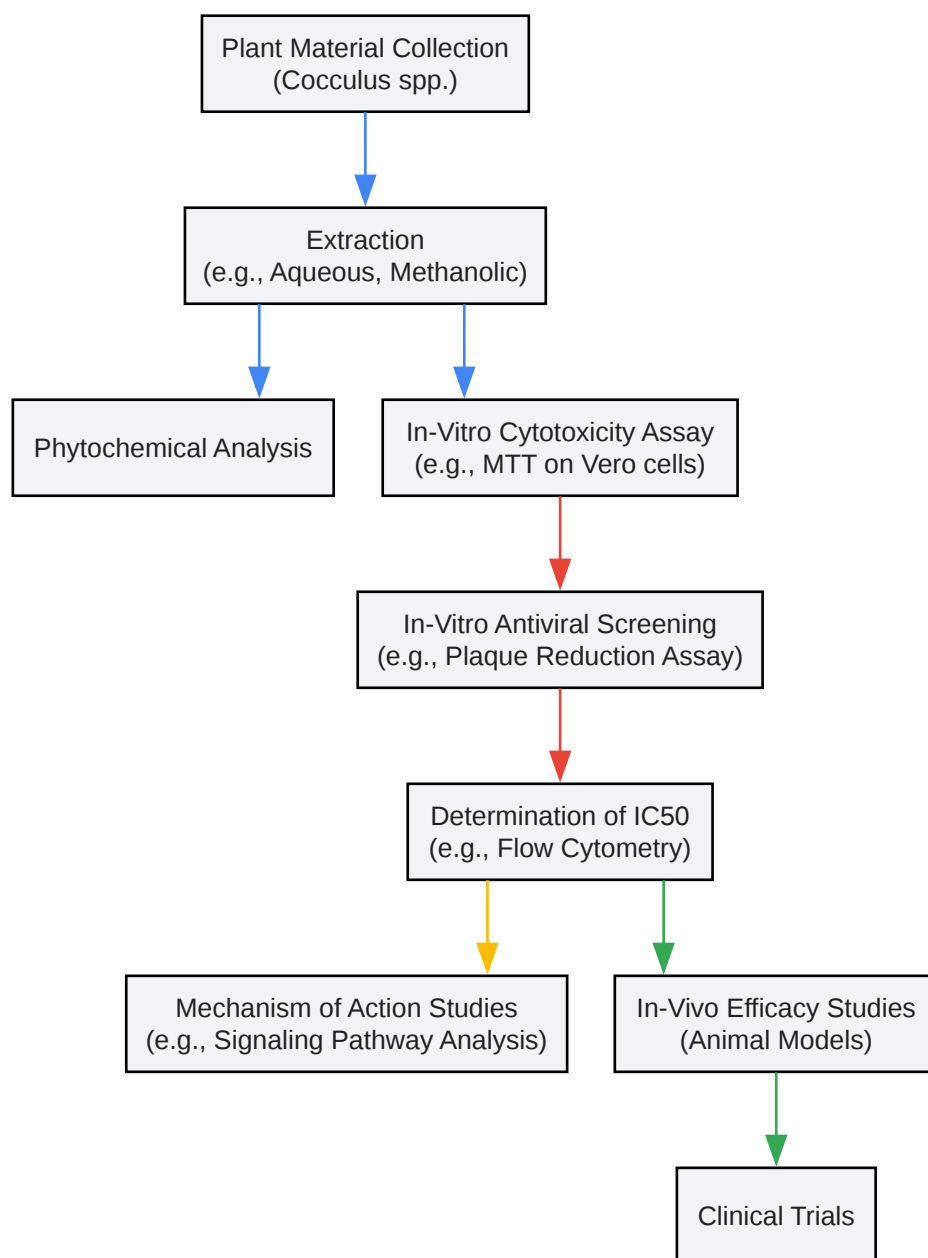 Plant Material Collection
(Cocculus spp.)
Extraction
(e.g., Aqueous, Methanolic)
Phytochemical Analysis
In-Vitro Cytotoxicity Assay
(e.g., MTT on Vero cells)
In-Vitro Antiviral Screening
(e.g., Plaque Reduction Assay)
Determination of IC50
(e.g., Flow Cytometry)
Mechanism of Action Studies
(e.g., Signaling Pathway Analysis)
In-Vivo Efficacy Studies
(Animal Models)
Clinical Trials